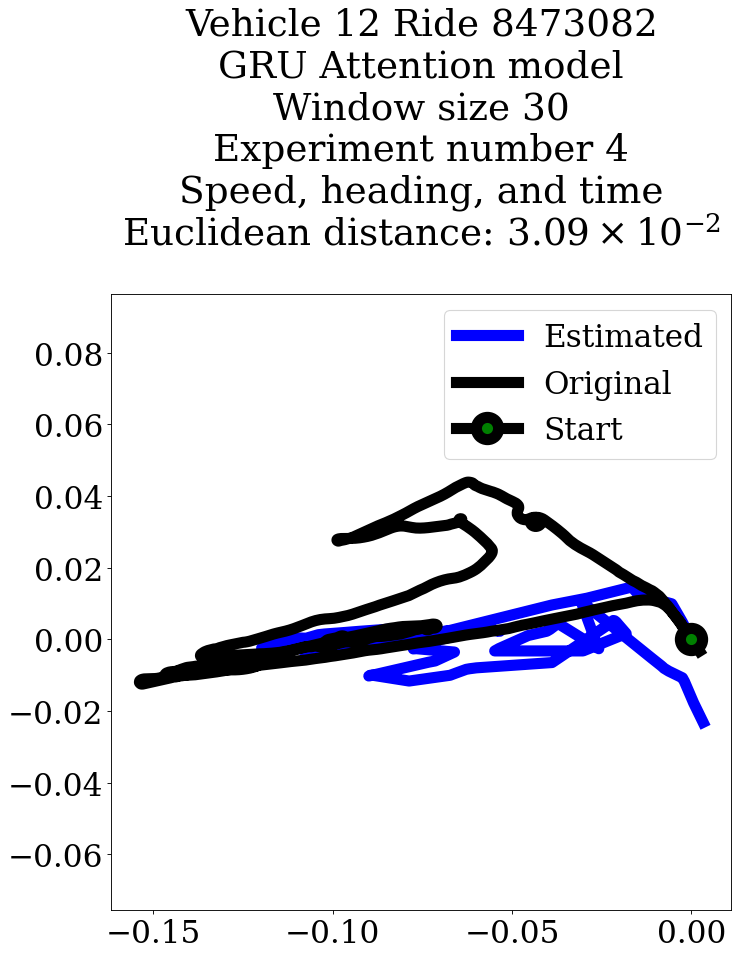 Vehicle 12 Ride 8473082
GRU Attention model
Window size 30
Experiment number 4
Speed, heading, and time
Euclidean distance: 3.09 × 10⁻²
Estimated
Original
Start
0.08
0.06
0.04
0.02
0.00
−0.02
−0.04
−0.06
−0.15 −0.10 −0.05 0.00